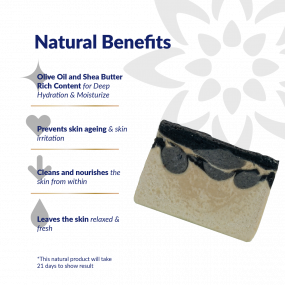 Natural Benefits
Olive Oil and Shea Butter
Rich Content for Deep
Hydration & Moisturize
Prevents skin ageing & skin
irritation
Cleans and nourishes the
skin from within
Leaves the skin relaxed &
fresh
*This natural product will take
21 days to show result